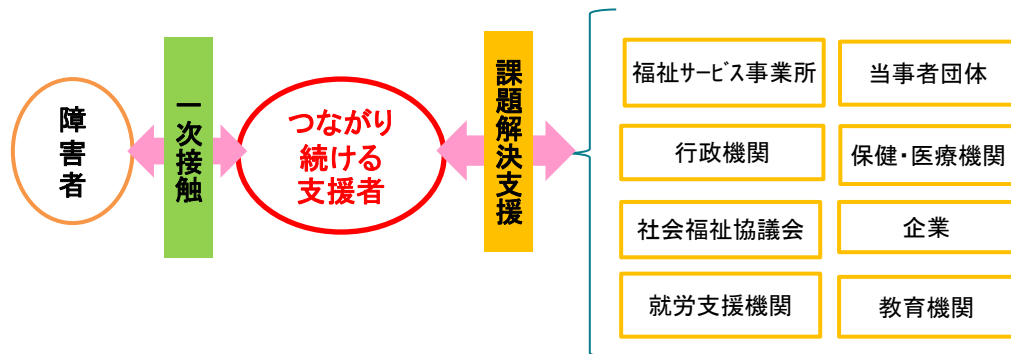 障害者
一次接触
つながり
続ける
支援者
課題解決支援
福祉サービス事業所
当事者団体
行政機関
保健・医療機関
社会福祉協議会
企業
就労支援機関
教育機関